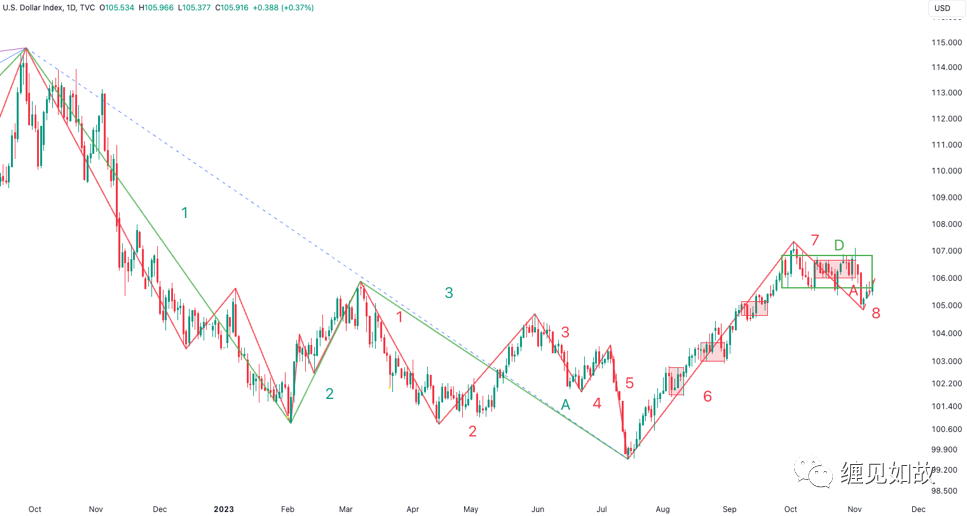 U.S. Dollar Index, 1D, TVC O105.534 H105.966 L105.377 C105.916 +0.388 (+0.37%)
USD
115.000
114.000
113.000
112.000
111.000
110.000
109.000
108.000
107.000
106.000
105.000
104.000
103.000
102.200
101.400
100.600
99.900
99.200
98.500
1
2
3
1
2
3
A
4
5
6
7
D
A
8
缠见如故
Oct
Nov
Dec
2023
Feb
Mar
Apr
May
Jun
Jul
Aug
Sep
Oct
Nov
Dec